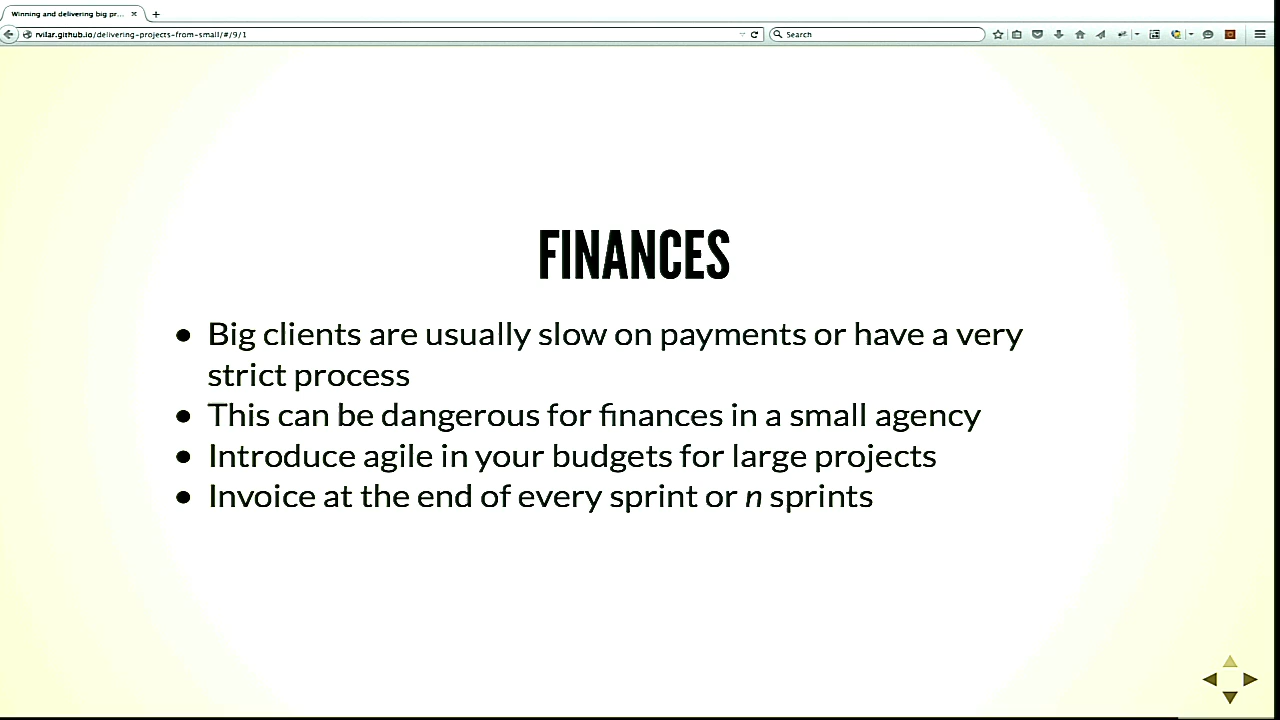 Winning and delivering big pr...
rvilar.github.io/delivering-projects-from-small/#/9/1
Search
FINANCES
• Big clients are usually slow on payments or have a very
strict process
• This can be dangerous for finances in a small agency
• Introduce agile in your budgets for large projects
• Invoice at the end of every sprint or n sprints